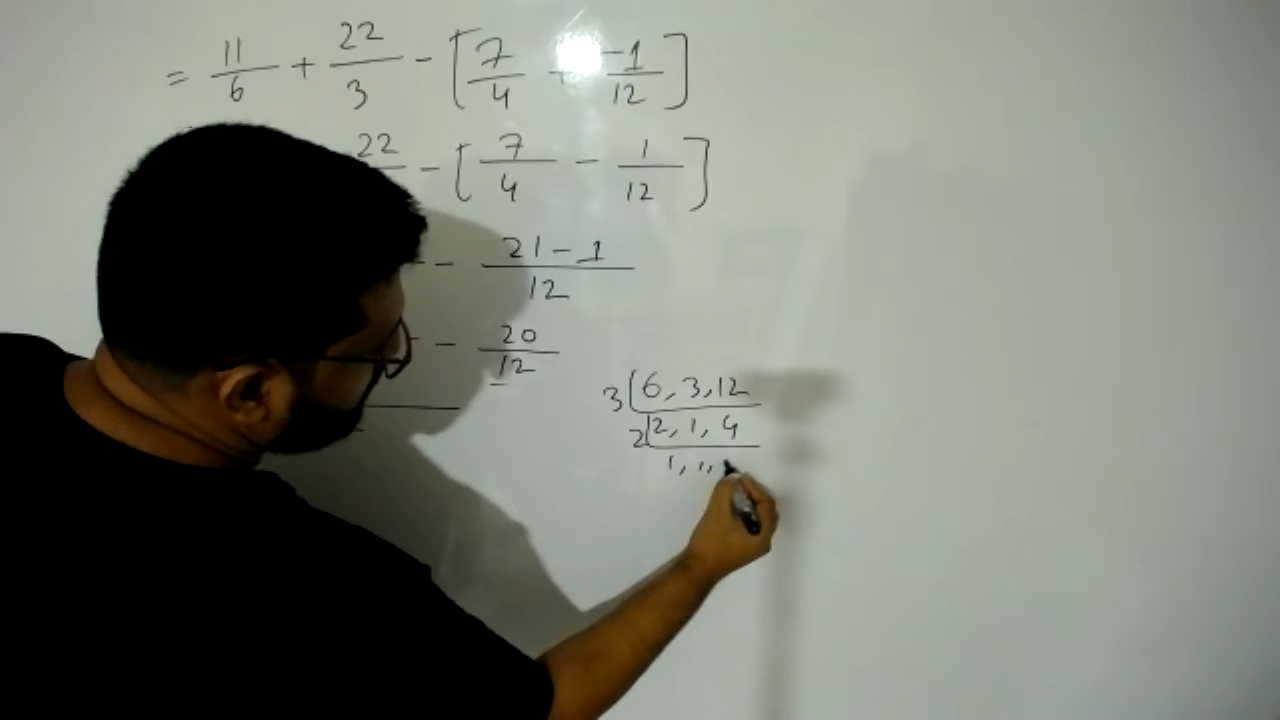 = 11/6 + 22/3 - [7/4 + -1/12]
22 - [7/4 - 1/12]
- 21-1/12
- 20/12
3 | 6, 3, 12
2 | 2, 1, 4
1, 1,